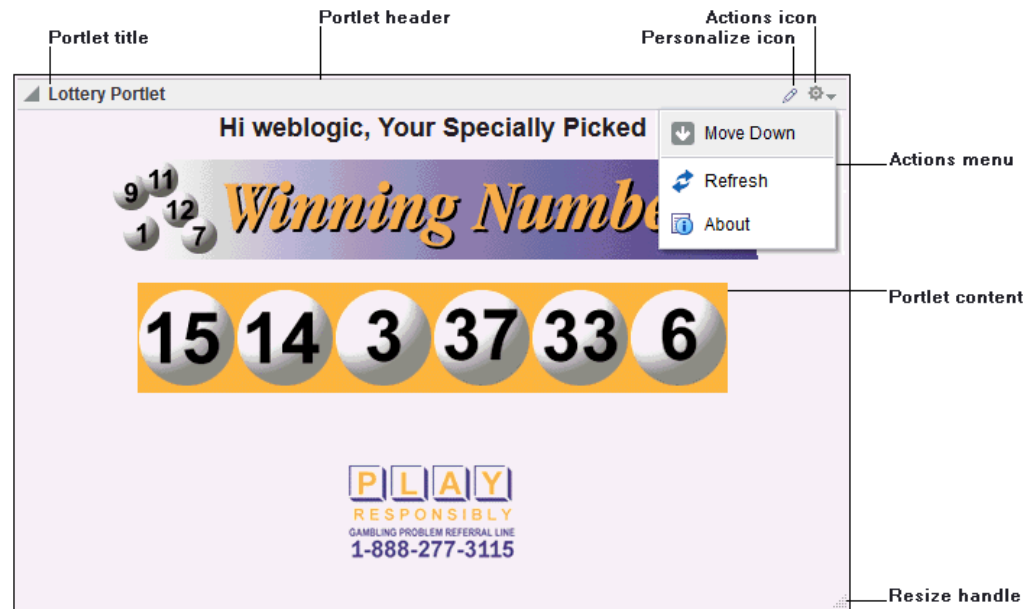 Portlet header
Actions icon
Portlet title
Personalize icon
Lottery Portlet
Hi weblogic, Your Specially Picked
Move Down
Actions menu
Refresh
About
9 11 12 1 7
Winning Numbe
Portlet content
15 14 3 37 33 6
PLAY
RESPONSIBLY
GAMBLING PROBLEM REFERRAL LINE
1-888-277-3115
Resize handle